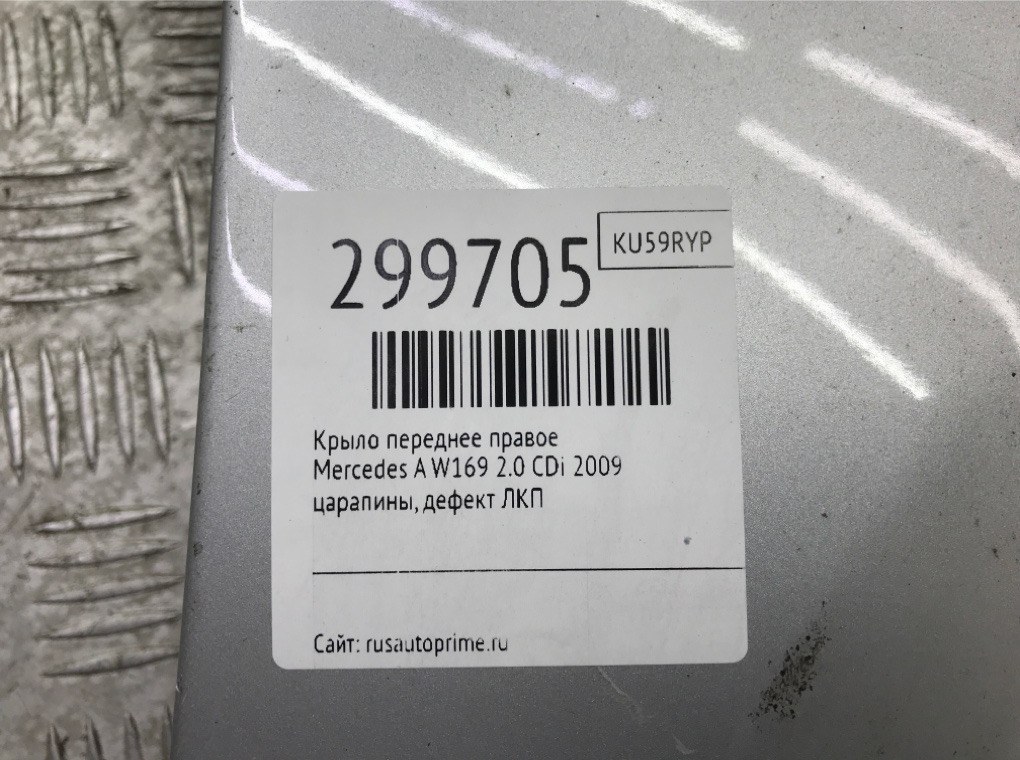 299705
KU59RYP
Крыло переднее правое
Mercedes A W169 2.0 CDi 2009
царапины, дефект ЛКП
Сайт: rusautoprime.ru